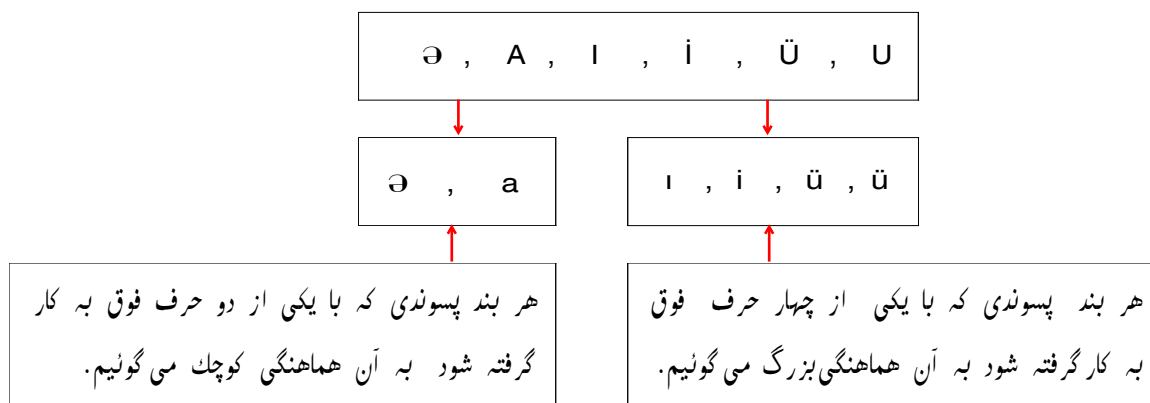 Ə , A , I , İ , Ü , U
Ə , a
ı , i , ü , ü
هر بند پسوندی که با یکی از دو حرف فوق به کار
گرفته شود به آن هماهنگی کوچک می گوئیم.
هر بند پسوندی که با یکی از چهار حرف فوق
به کار گرفته شود به آن هماهنگی بزرگ می گوئیم.